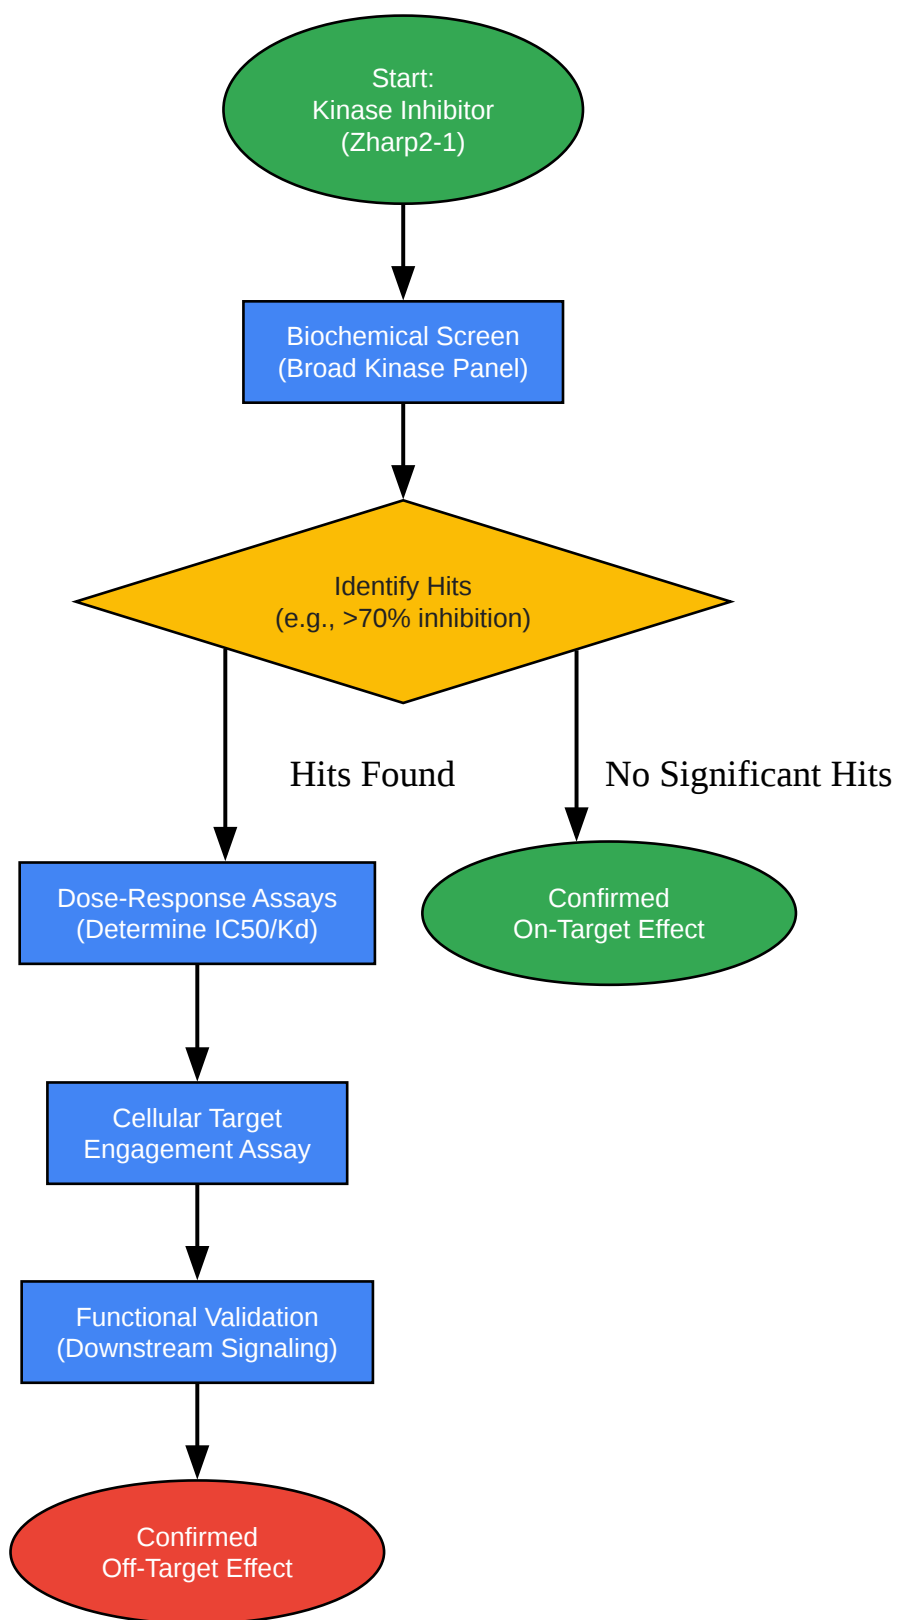 Start:
Kinase Inhibitor
(Zharp2-1)
Biochemical Screen
(Broad Kinase Panel)
Identify Hits
(e.g., >70% inhibition)
Hits Found
No Significant Hits
Dose-Response Assays
(Determine IC50/Kd)
Confirmed
On-Target Effect
Cellular Target
Engagement Assay
Functional Validation
(Downstream Signaling)
Confirmed
Off-Target Effect